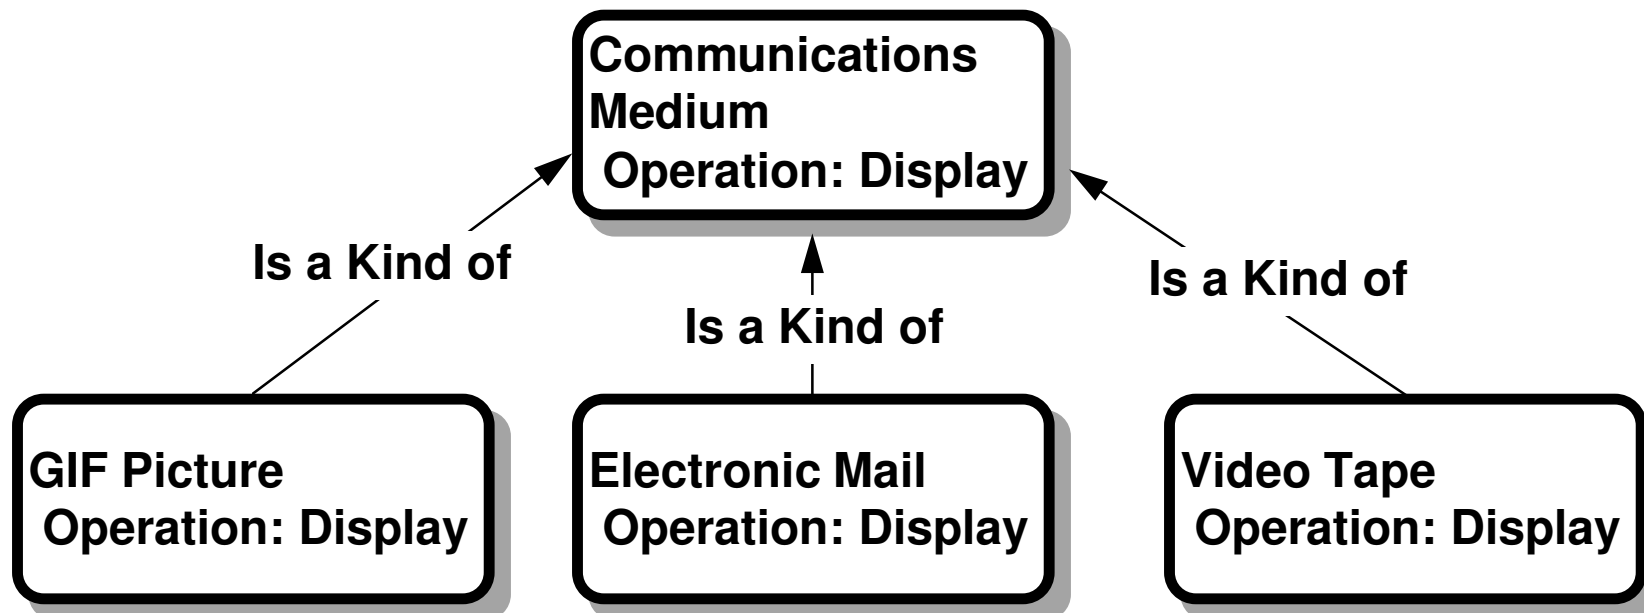 Communications
Medium
Operation: Display
Is a Kind of
Is a Kind of
Is a Kind of
GIF Picture
Operation: Display
Electronic Mail
Operation: Display
Video Tape
Operation: Display